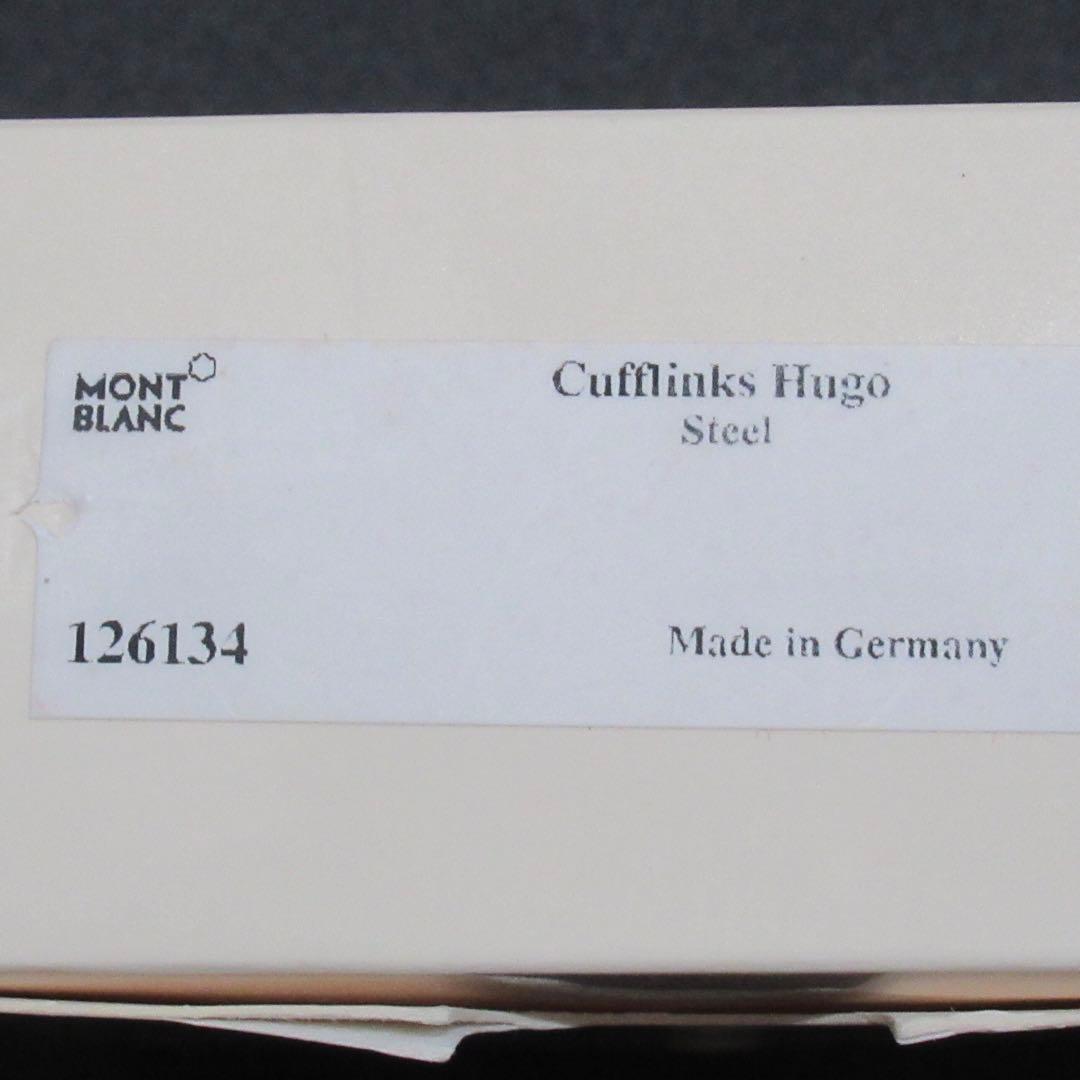 MONT
BLANC
Cufflinks Hugo
Steel
126134
Made in Germany